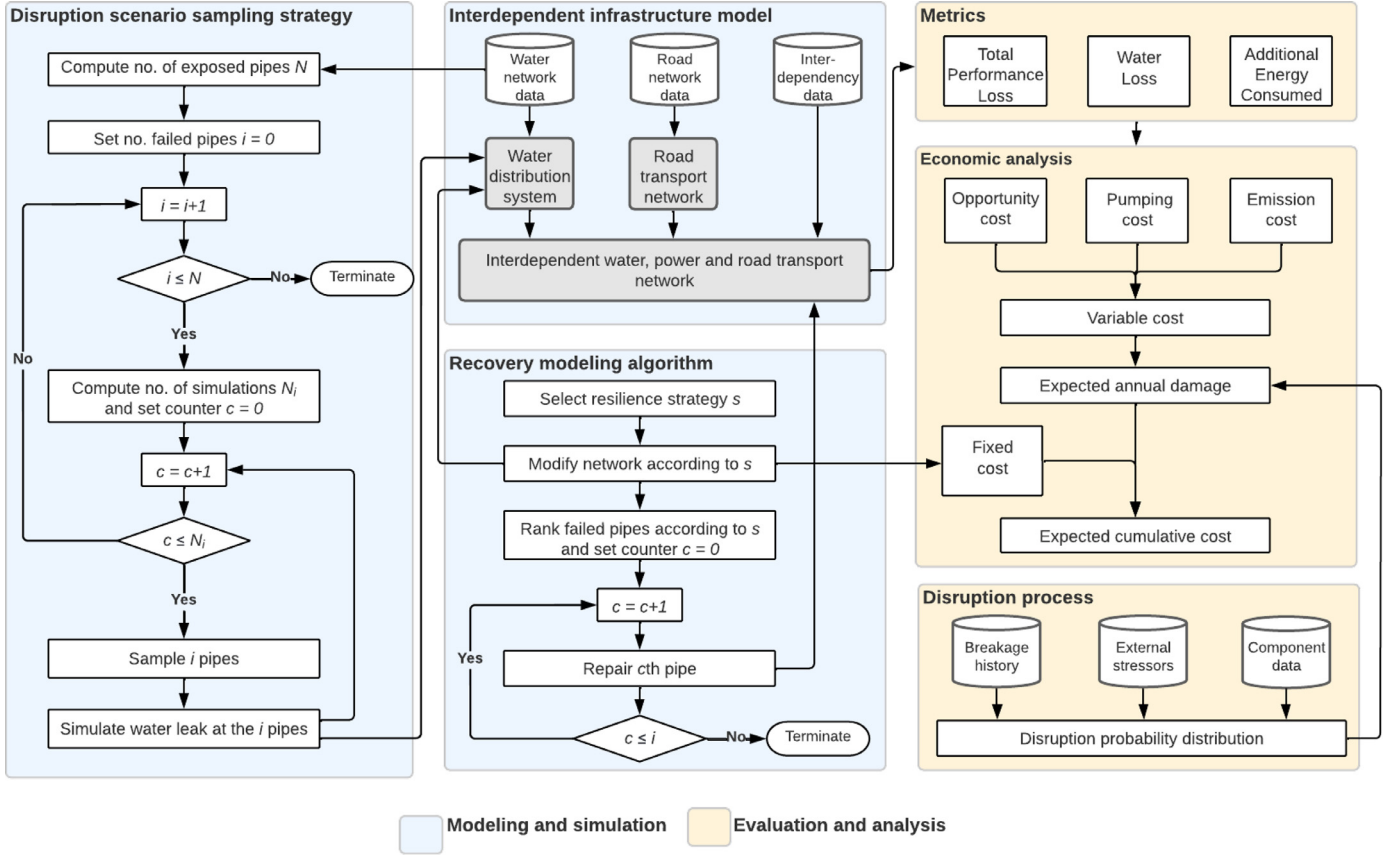 Disruption scenario sampling strategy
Compute no. of exposed pipes N
Set no. failed pipes i = 0
i = i+1
i ≤ N
No
Terminate
Yes
No
Compute no. of simulations Nᵢ
and set counter c = 0
c = c+1
c ≤ Nᵢ
Yes
Sample i pipes
Simulate water leak at the i pipes
Interdependent infrastructure model
Water
network
data
Road
network
data
Inter-
dependency
data
Water
distribution
system
Road
transport
network
Interdependent water, power and road transport
network
Recovery modeling algorithm
Select resilience strategy s
Modify network according to s
Rank failed pipes according to s
and set counter c = 0
c = c+1
Yes
Repair cth pipe
c ≤ i
No
Terminate
Metrics
Total
Performance
Loss
Water
Loss
Additional
Energy
Consumed
Economic analysis
Opportunity
cost
Pumping
cost
Emission
cost
Variable cost
Expected annual damage
Fixed
cost
Expected cumulative cost
Disruption process
Breakage
history
External
stressors
Component
data
Disruption probability distribution
Modeling and simulation
Evaluation and analysis